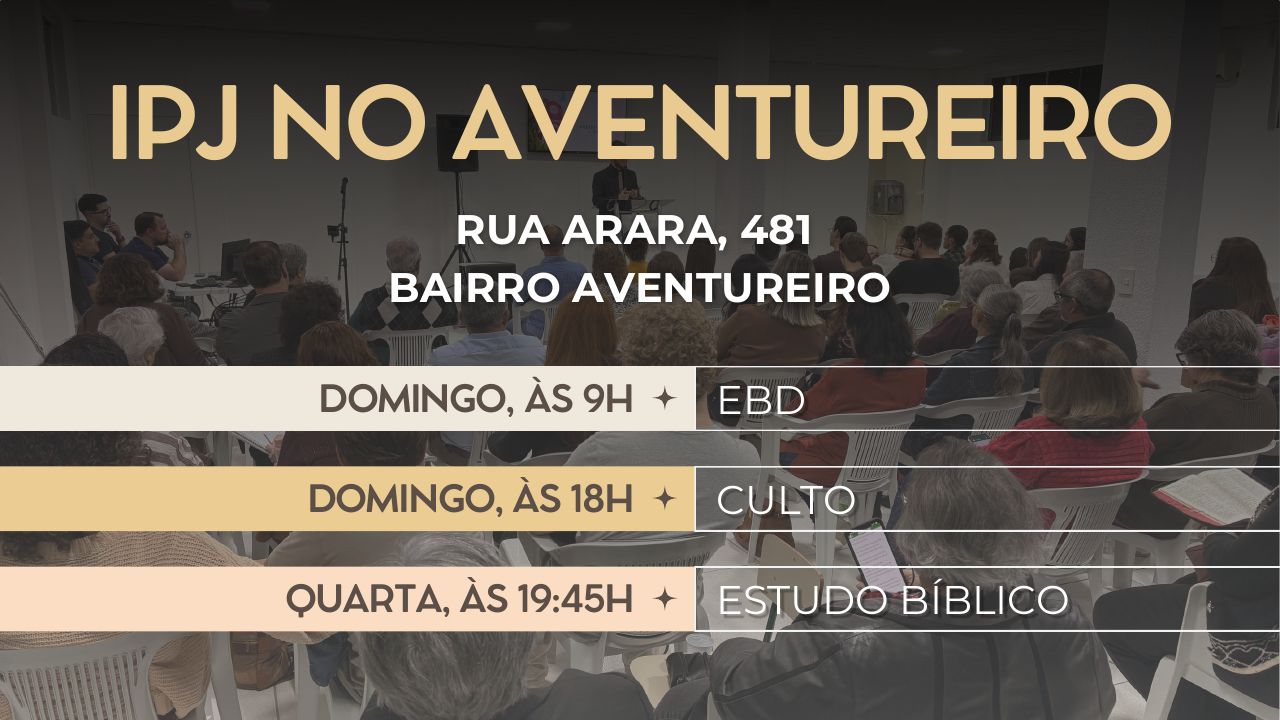 IPJ NO AVENTUREIRO
RUA ARARA, 481
BAIRRO AVENTUREIRO
DOMINGO, ÀS 9H ✦ EBD
DOMINGO, ÀS 18H ✦ CULTO
QUARTA, ÀS 19:45H ✦ ESTUDO BÍBLICO